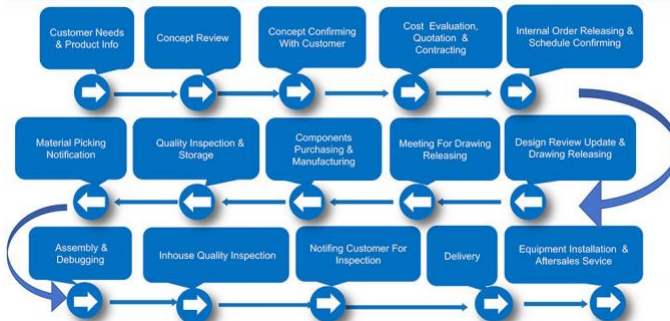 Customer Needs
& Product Info
Concept Review
Concept Confirming
With Customer
Cost Evaluation,
Quotation &
Contracting
Internal Order Releasing &
Schedule Confirming
Design Review Update &
Drawing Releasing
Meeting For Drawing
Releasing
Components
Purchasing &
Manufacturing
Quality Inspection &
Storage
Material Picking
Notification
Assembly &
Debugging
Inhouse Quality Inspection
Notifing Customer For
Inspection
Delivery
Equipment Installation &
Aftersales Sevice